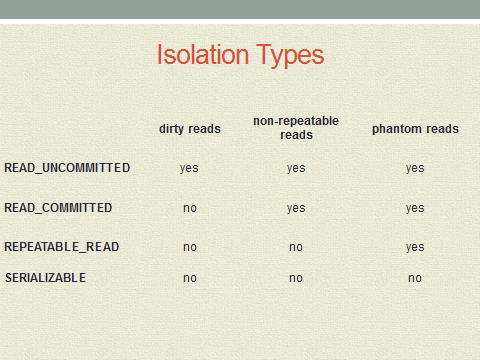 Isolation Types
dirty reads non-repeatable reads phantom reads
READ_UNCOMMITTED yes yes yes
READ_COMMITTED no yes yes
REPEATABLE_READ no no yes
SERIALIZABLE no no no